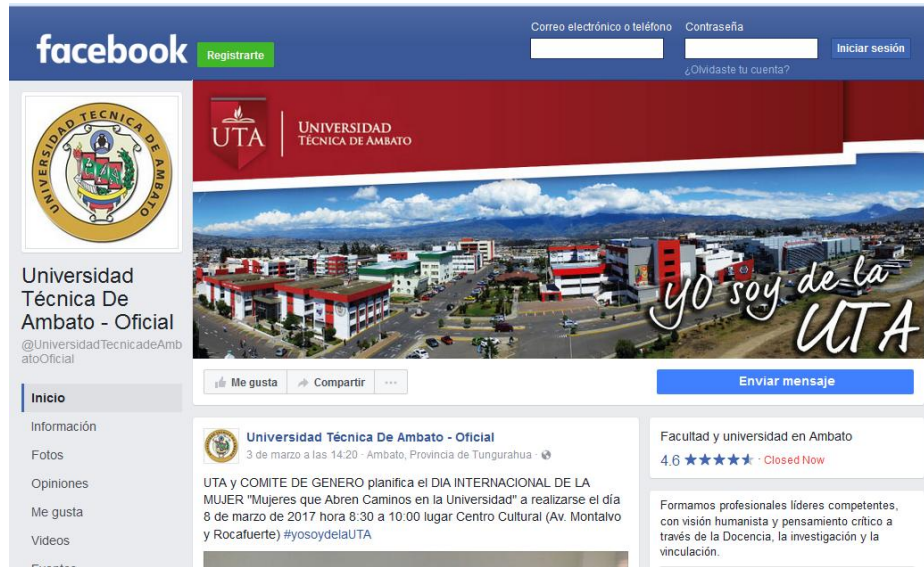 facebook
Registrarte
Correo electrónico o teléfono
Contraseña
Iniciar sesión
¿Olvidaste tu cuenta?
UNIVERSIDAD TECNICA DE AMBATO
UTA
UNIVERSIDAD
TÉCNICA DE AMBATO
YO soy de la
UTA
Universidad
Técnica De
Ambato - Oficial
@UniversidadTecnicadeAmb
atoOficial
Me gusta
Compartir
Enviar mensaje
Inicio
Información
Fotos
Opiniones
Me gusta
Videos
Eventos
Universidad Técnica De Ambato - Oficial
3 de marzo a las 14:20 · Ambato, Provincia de Tungurahua ·
UTA y COMITE DE GENERO planifica el DIA INTERNACIONAL DE LA
MUJER "Mujeres que Abren Caminos en la Universidad" a realizarse el día
8 de marzo de 2017 hora 8:30 a 10:00 lugar Centro Cultural (Av. Montalvo
y Rocafuerte) #yosoydelaUTA
Facultad y universidad en Ambato
4.6 ★★★★★ · Closed Now
Formamos profesionales líderes competentes,
con visión humanista y pensamiento crítico a
través de la Docencia, la investigación y la
vinculación.